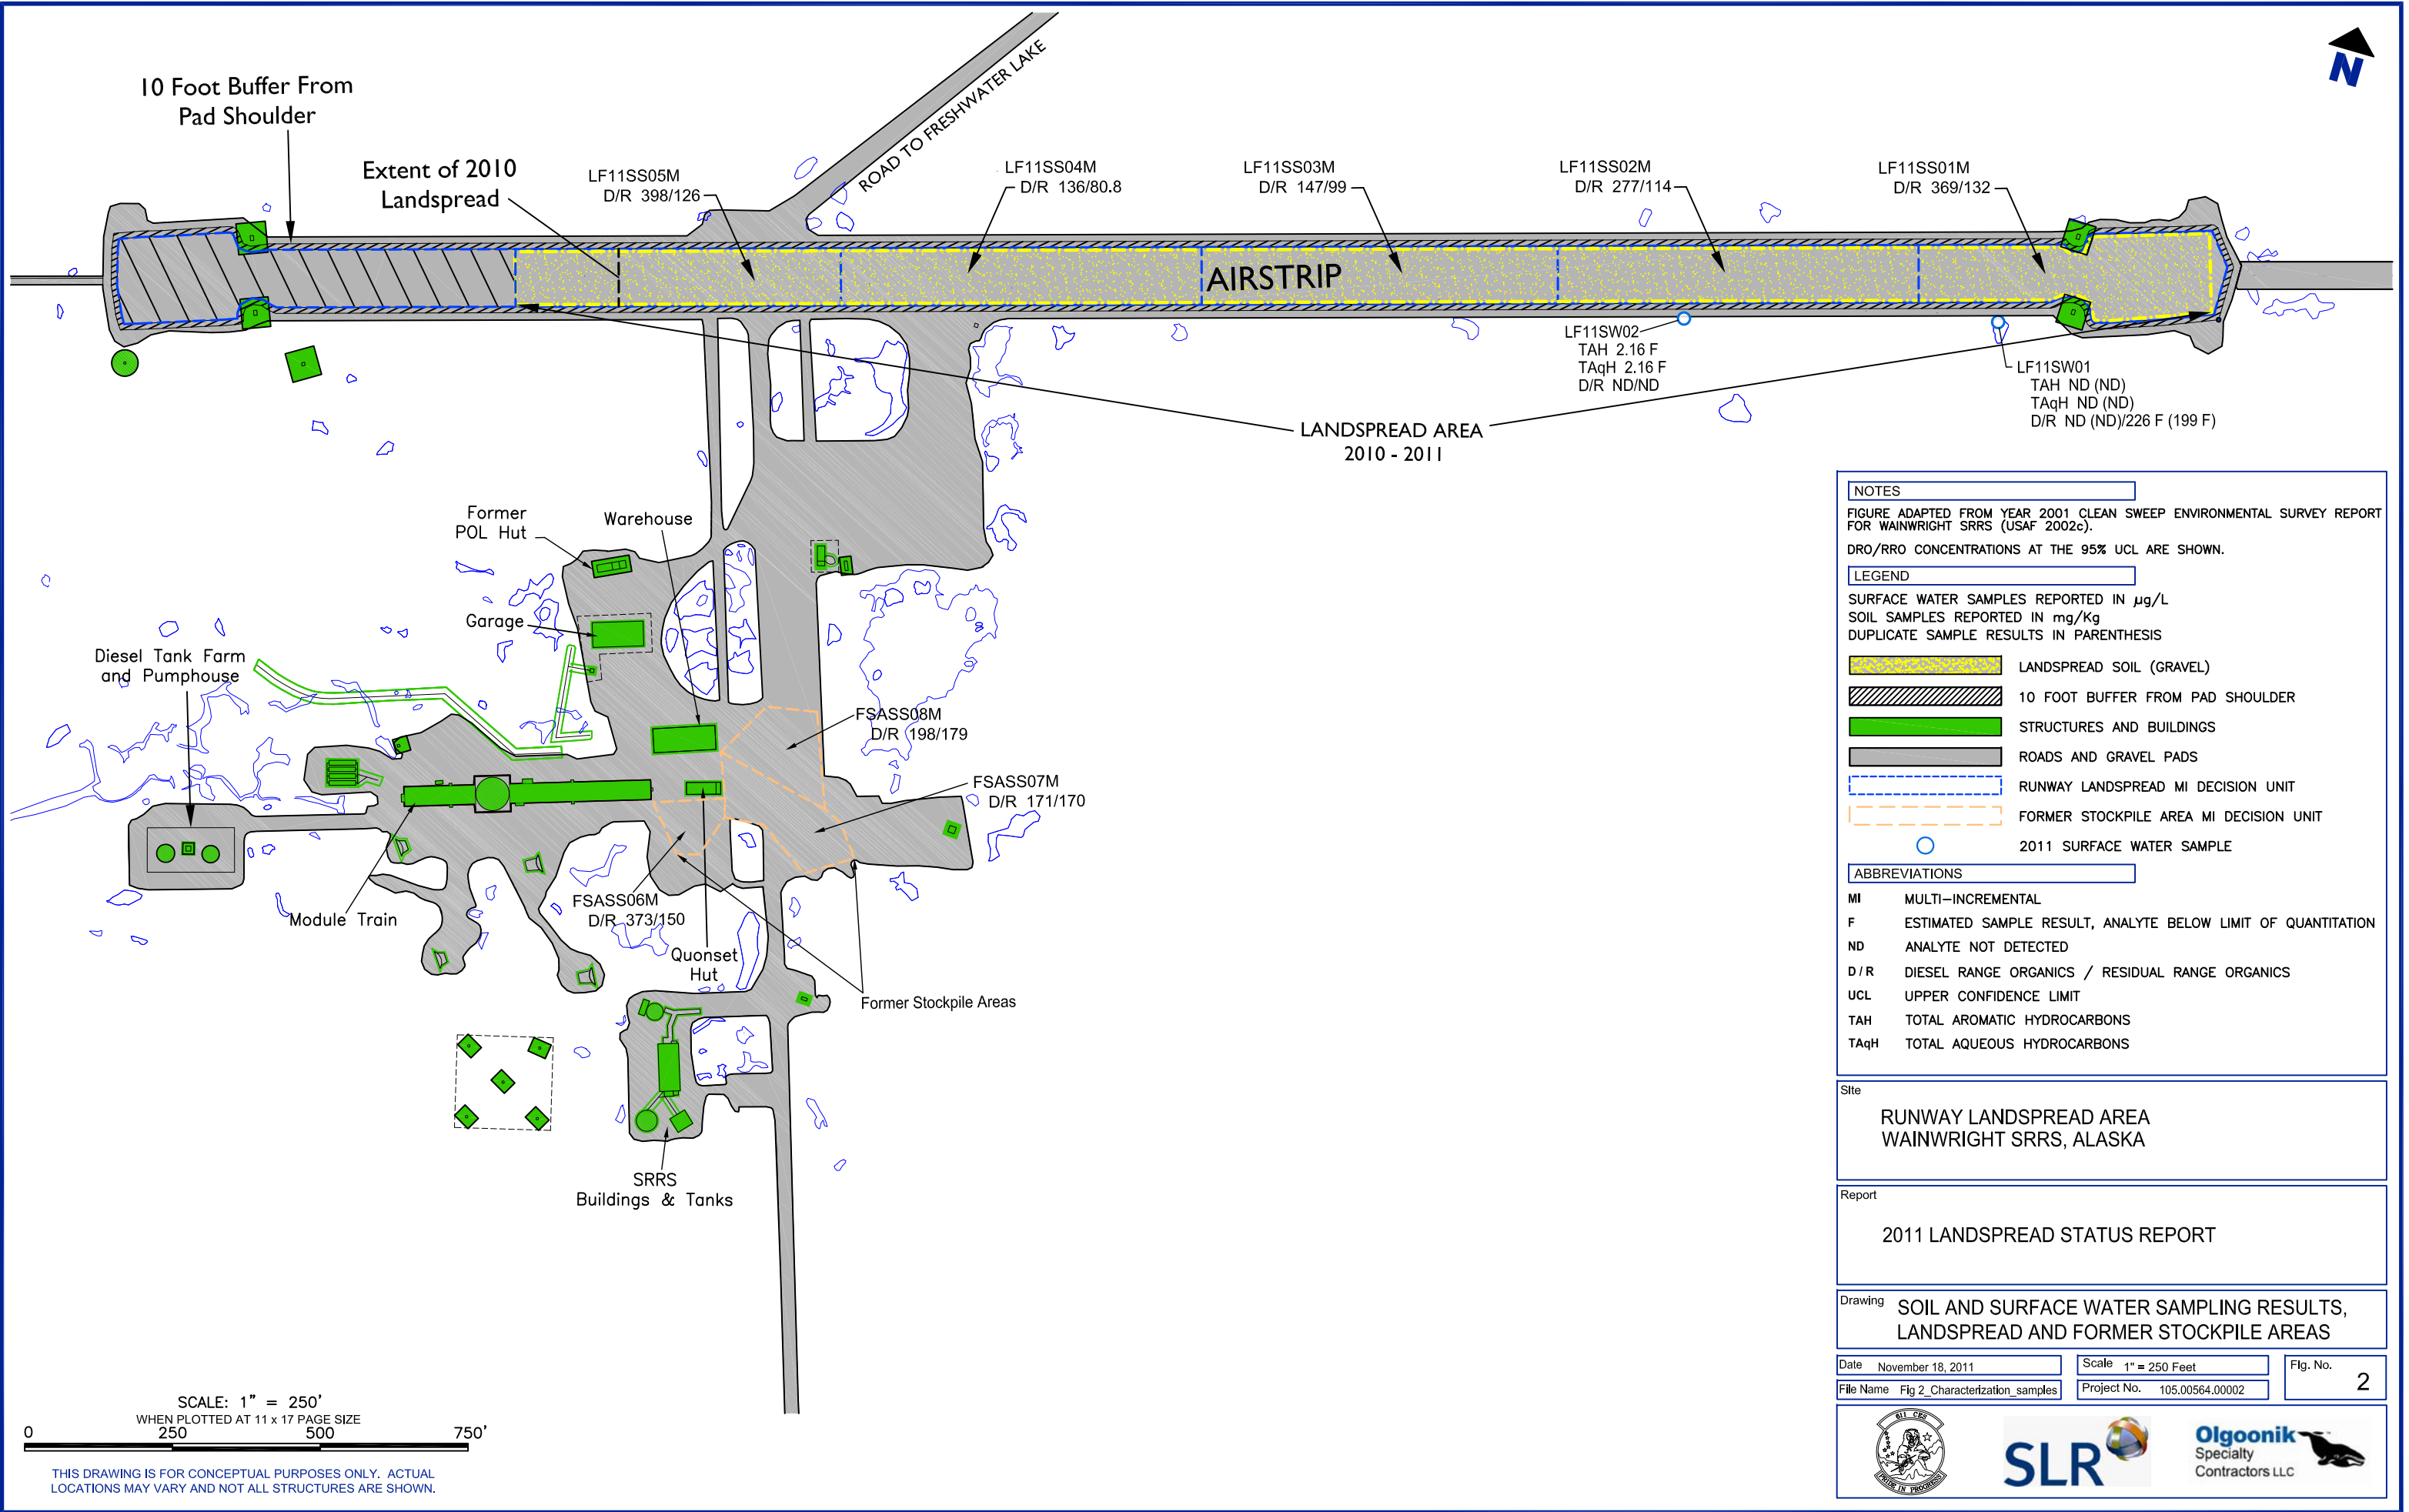 N
10 Foot Buffer From
Pad Shoulder
Extent of 2010
Landspread
ROAD TO FRESHWATER LAKE
LF11SS05M
D/R 398/126
LF11SS04M
D/R 136/80.8
LF11SS03M
D/R 147/99
LF11SS02M
D/R 277/114
LF11SS01M
D/R 369/132
AIRSTRIP
LF11SW02
TAH 2.16 F
TAqH 2.16 F
D/R ND/ND
LF11SW01
TAH ND (ND)
TAqH ND (ND)
D/R ND (ND)/226 F (199 F)
LANDSPREAD AREA
2010 - 2011
Former
POL Hut
Warehouse
Garage
Diesel Tank Farm
and Pumphouse
FSASS08M
D/R 198/179
FSASS07M
D/R 171/170
FSASS06M
D/R 373/150
Module Train
Quonset
Hut
Former Stockpile Areas
SRRS
Buildings & Tanks
SCALE: 1" = 250'
WHEN PLOTTED AT 11 x 17 PAGE SIZE
0 250 500 750'
THIS DRAWING IS FOR CONCEPTUAL PURPOSES ONLY. ACTUAL
LOCATIONS MAY VARY AND NOT ALL STRUCTURES ARE SHOWN.
NOTES
FIGURE ADAPTED FROM YEAR 2001 CLEAN SWEEP ENVIRONMENTAL SURVEY REPORT
FOR WAINWRIGHT SRRS (USAF 2002c).
DRO/RRO CONCENTRATIONS AT THE 95% UCL ARE SHOWN.
LEGEND
SURFACE WATER SAMPLES REPORTED IN µg/L
SOIL SAMPLES REPORTED IN mg/Kg
DUPLICATE SAMPLE RESULTS IN PARENTHESIS
LANDSPREAD SOIL (GRAVEL)
10 FOOT BUFFER FROM PAD SHOULDER
STRUCTURES AND BUILDINGS
ROADS AND GRAVEL PADS
RUNWAY LANDSPREAD MI DECISION UNIT
FORMER STOCKPILE AREA MI DECISION UNIT
2011 SURFACE WATER SAMPLE
ABBREVIATIONS
MI MULTI-INCREMENTAL
F ESTIMATED SAMPLE RESULT, ANALYTE BELOW LIMIT OF QUANTITATION
ND ANALYTE NOT DETECTED
D/R DIESEL RANGE ORGANICS / RESIDUAL RANGE ORGANICS
UCL UPPER CONFIDENCE LIMIT
TAH TOTAL AROMATIC HYDROCARBONS
TAqH TOTAL AQUEOUS HYDROCARBONS
Site
RUNWAY LANDSPREAD AREA
WAINWRIGHT SRRS, ALASKA
Report
2011 LANDSPREAD STATUS REPORT
Drawing
SOIL AND SURFACE WATER SAMPLING RESULTS,
LANDSPREAD AND FORMER STOCKPILE AREAS
Date November 18, 2011
Scale 1" = 250 Feet
Fig. No.
2
File Name Fig 2_Characterization_samples
Project No. 105.00564.00002
611 CES
PRIDE IN PROGRESS
SLR
Olgoonik
Specialty
Contractors LLC